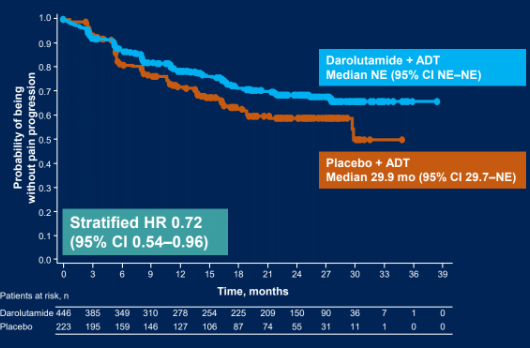 Probability of being
without pain progression
1.0
0.9
0.8
0.7
0.6
0.5
0.4
0.3
0.2
0.1
0.0
Darolutamide + ADT
Median NE (95% CI NE–NE)
Placebo + ADT
Median 29.9 mo (95% CI 29.7–NE)
Stratified HR 0.72
(95% CI 0.54–0.96)
0 3 6 9 12 15 18 21 24 27 30 33 36 39
Time, months
Patients at risk, n
Darolutamide 446 385 349 310 278 254 225 209 150 90 36 7 1 0
Placebo 223 195 159 146 127 106 87 74 55 31 11 1 0 0